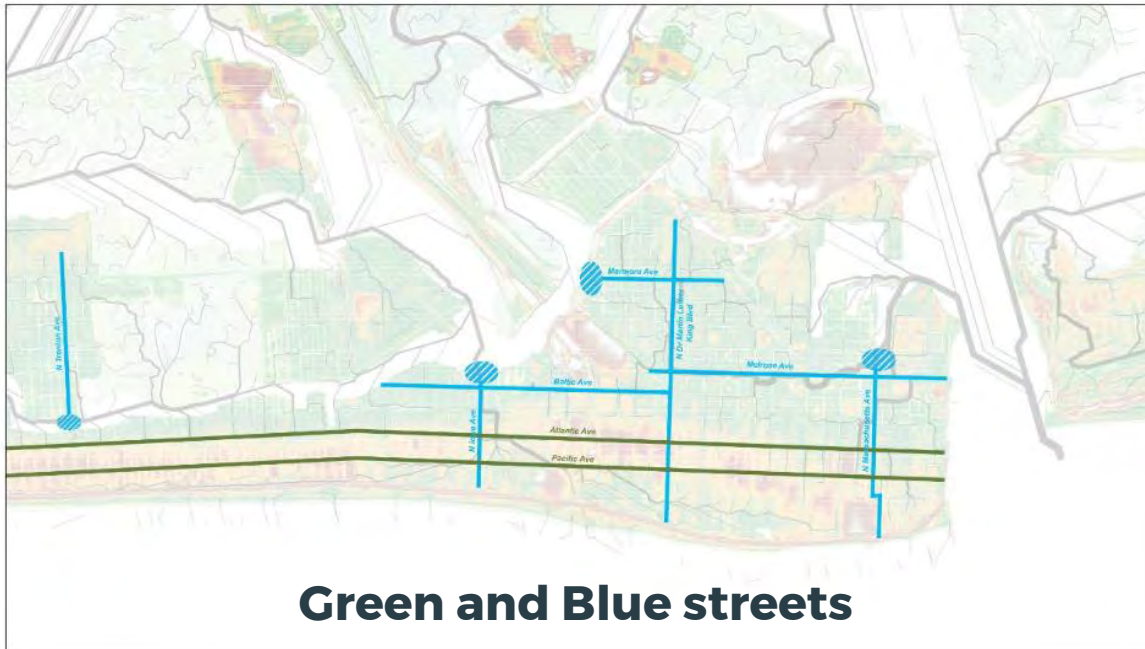 N Trenton Ave
Marmora Ave
N Dr Martin Luther
King Blvd
Melrose Ave
Baltic Ave
N Iowa Ave
N Massachusetts Ave
Atlantic Ave
Pacific Ave
Green and Blue streets